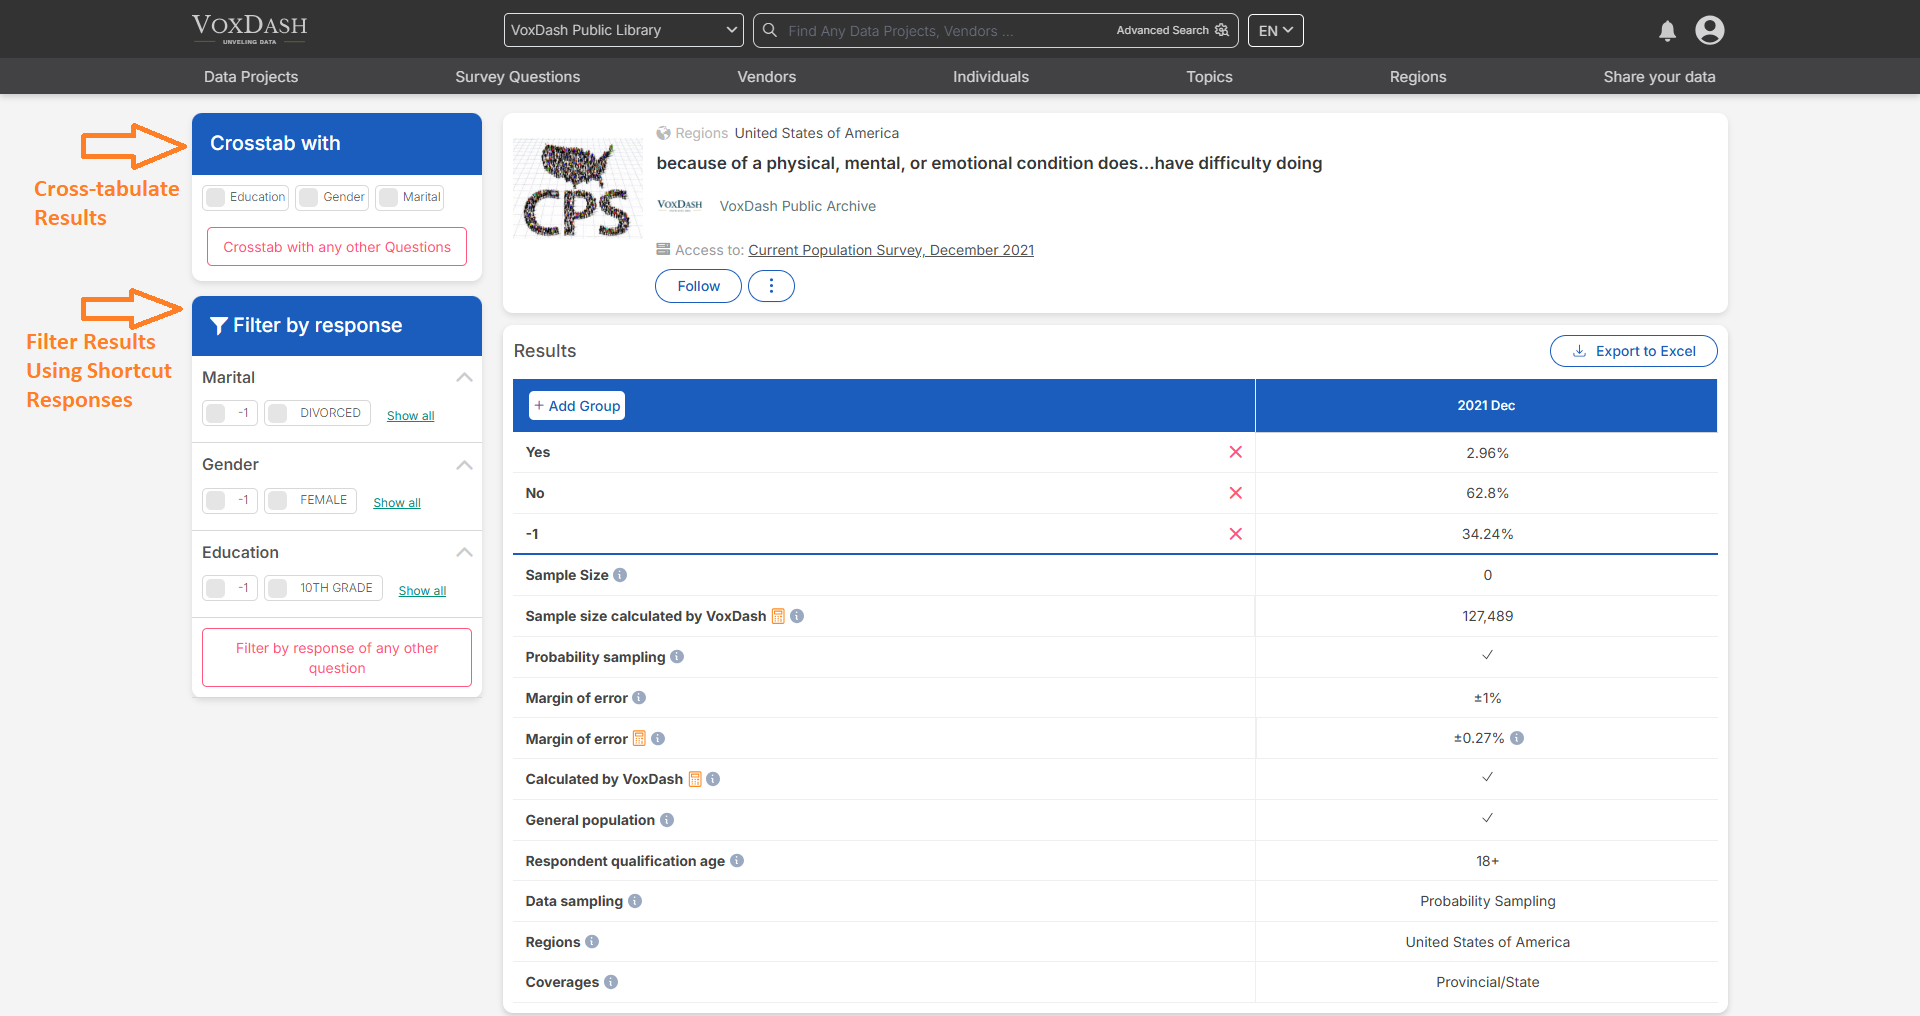 VOXDASH
UNVEILING DATA
VoxDash Public Library
Find Any Data Projects, Vendors ...
Advanced Search
EN
Data Projects
Survey Questions
Vendors
Individuals
Topics
Regions
Share your data
Cross-tabulate
Results
Crosstab with
Education
Gender
Marital
Crosstab with any other Questions
Filter Results
Using Shortcut
Responses
Filter by response
Marital
-1
DIVORCED
Show all
Gender
-1
FEMALE
Show all
Education
-1
10TH GRADE
Show all
Filter by response of any other
question
CPS
Regions United States of America
because of a physical, mental, or emotional condition does...have difficulty doing
VOXDASH
VoxDash Public Archive
Access to: Current Population Survey, December 2021
Follow
Results
Export to Excel
+ Add Group
2021 Dec
Yes
2.96%
No
62.8%
-1
34.24%
Sample Size
0
Sample size calculated by VoxDash
127,489
Probability sampling
Margin of error
±1%
Margin of error
±0.27%
Calculated by VoxDash
General population
Respondent qualification age
18+
Data sampling
Probability Sampling
Regions
United States of America
Coverages
Provincial/State